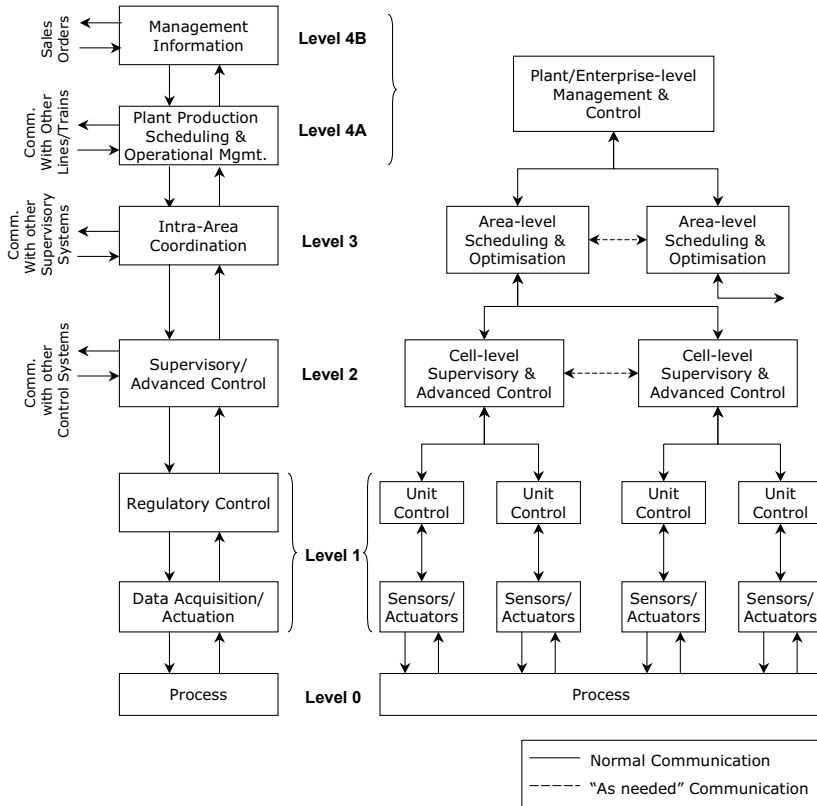 Sales
Orders
Management
Information
Level 4B
Comm.
With Other
Lines/Trains
Plant Production
Scheduling &
Operational Mgmt.
Level 4A
Plant/Enterprise-level
Management &
Control
Comm.
With other
Supervisory
Systems
Intra-Area
Coordination
Level 3
Area-level
Scheduling &
Optimisation
Area-level
Scheduling &
Optimisation
Comm.
with other
Control Systems
Supervisory/
Advanced Control
Level 2
Cell-level
Supervisory &
Advanced Control
Cell-level
Supervisory &
Advanced Control
Regulatory Control
Level 1
Unit
Control
Unit
Control
Unit
Control
Unit
Control
Data Acquisition/
Actuation
Sensors/
Actuators
Sensors/
Actuators
Sensors/
Actuators
Sensors/
Actuators
Process
Level 0
Process
Normal Communication
“As needed” Communication